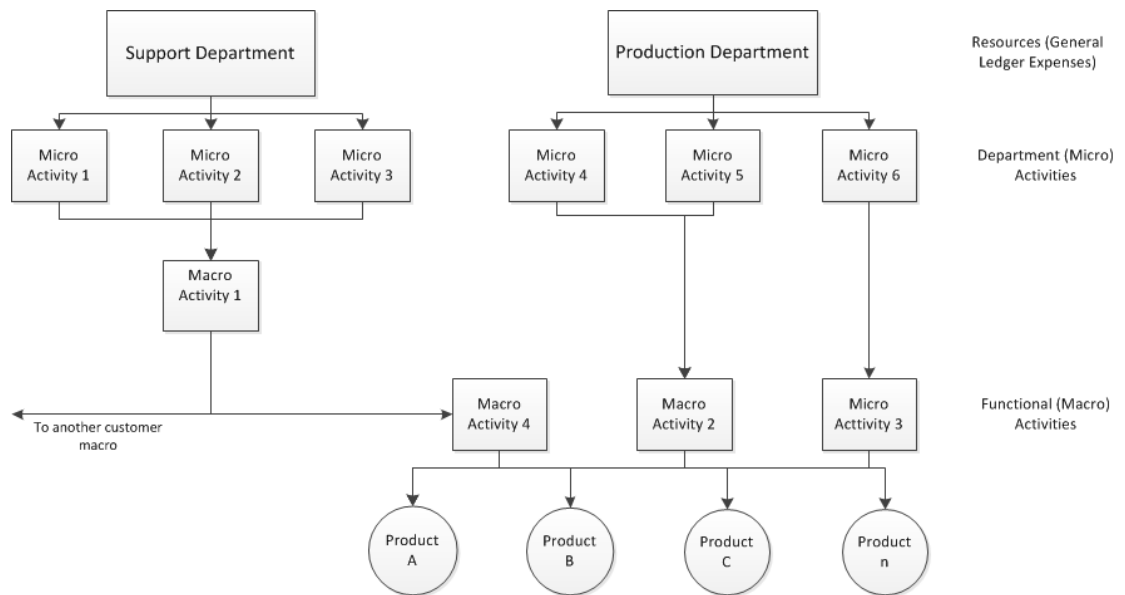 Support Department
Production Department
Resources (General
Ledger Expenses)
Micro
Activity 1
Micro
Activity 2
Micro
Activity 3
Micro
Activity 4
Micro
Activity 5
Micro
Activity 6
Department (Micro)
Activities
Macro
Activity 1
To another customer
macro
Macro
Activity 4
Macro
Activity 2
Micro
Acttivity 3
Functional (Macro)
Activities
Product
A
Product
B
Product
C
Product
n